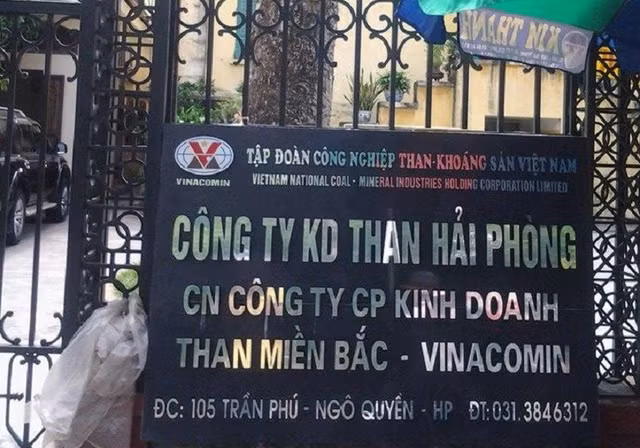 KIN THÀNH
TẬP ĐOÀN CÔNG NGHIỆP THAN-KHOÁNG SẢN VIỆT NAM
VINACOMIN VIETNAM NATIONAL COAL - MINERAL INDUSTRIES HOLDING CORPORATION LIMITED
CÔNG TY KD THAN HẢI PHÒNG
CN CÔNG TY CP KINH DOANH
THAN MIỀN BẮC - VINACOMIN
ĐC: 105 TRẦN PHÚ - NGÔ QUYỀN - HP ĐT: 031.3846312